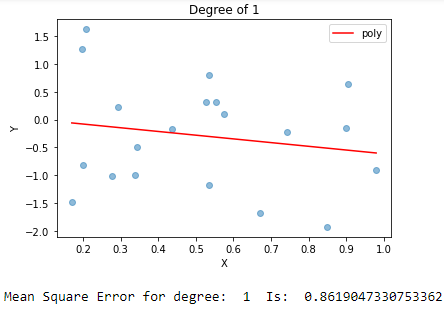 Degree of 1
poly
1.5
1.0
0.5
0.0
−0.5
−1.0
−1.5
−2.0
Y
0.2 0.3 0.4 0.5 0.6 0.7 0.8 0.9 1.0
X
Mean Square Error for degree:  1  Is:  0.8619047330753362